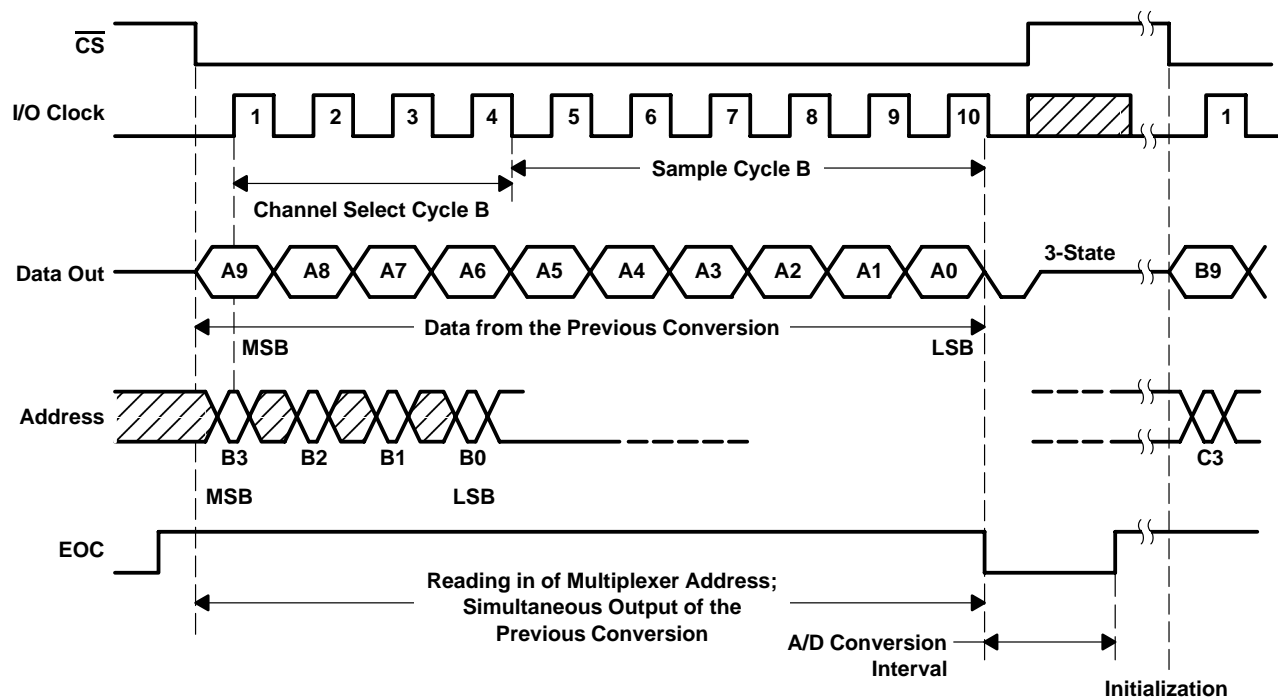 CS
I/O Clock
1 2 3 4 5 6 7 8 9 10 1
Sample Cycle B
Channel Select Cycle B
3-State
Data Out
A9 A8 A7 A6 A5 A4 A3 A2 A1 A0 B9
Data from the Previous Conversion
MSB LSB
Address
B3 B2 B1 B0 C3
MSB LSB
EOC
Reading in of Multiplexer Address;
Simultaneous Output of the
Previous Conversion
A/D Conversion
Interval
Initialization